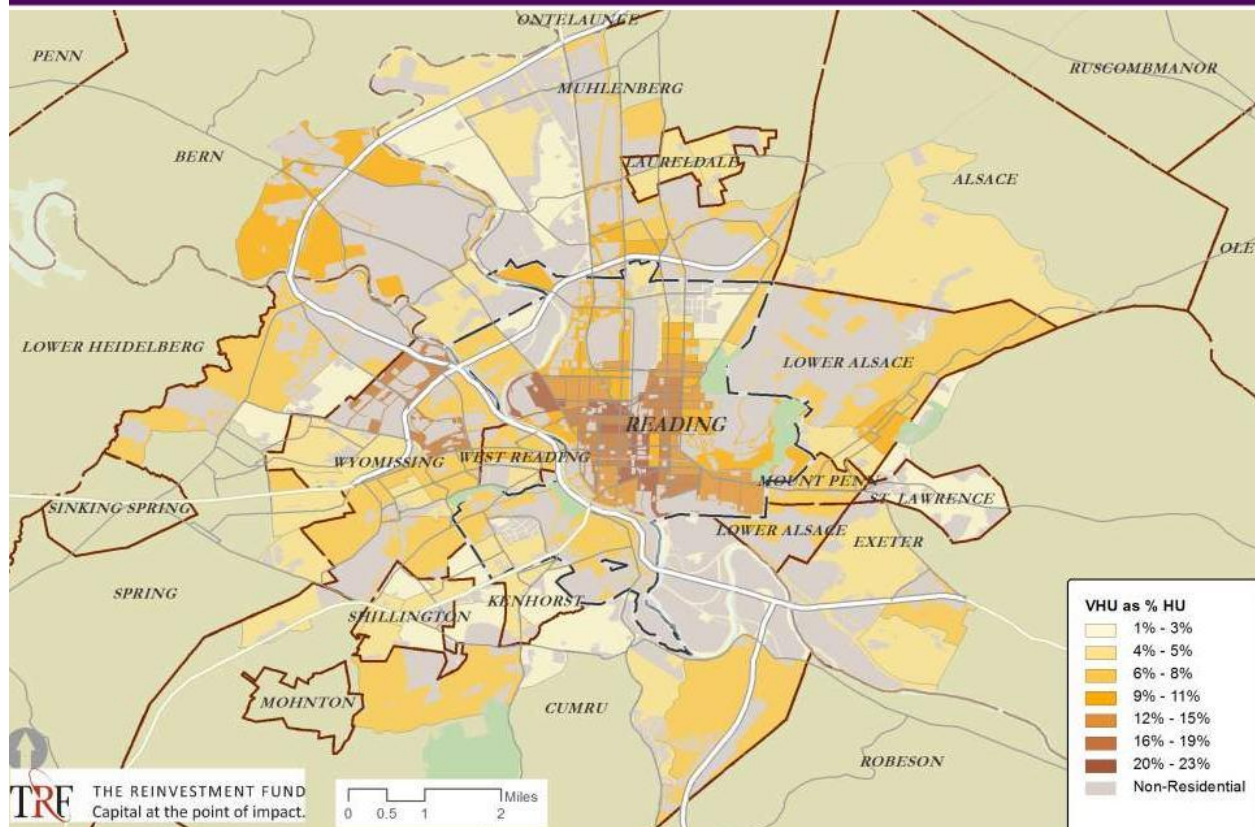 ONTELAUNEE
PENN
RUSCOMBMANOR
MUHLENBERG
BERN
LAURELDALE
ALSACE
OLE
LOWER HEIDELBERG
LOWER ALSACE
READING
WYOMISSING
WEST READING
MOUNT PENN
ST. LAWRENCE
SINKING SPRING
LOWER ALSACE
EXETER
SPRING
KENHORST
SHILLINGTON
MOHNTON
CUMRU
ROBESON
VHU as % HU
1% - 3%
4% - 5%
6% - 8%
9% - 11%
12% - 15%
16% - 19%
20% - 23%
Non-Residential
TRF
THE REINVESTMENT FUND
Capital at the point of impact.
Miles
0 0.5 1 2